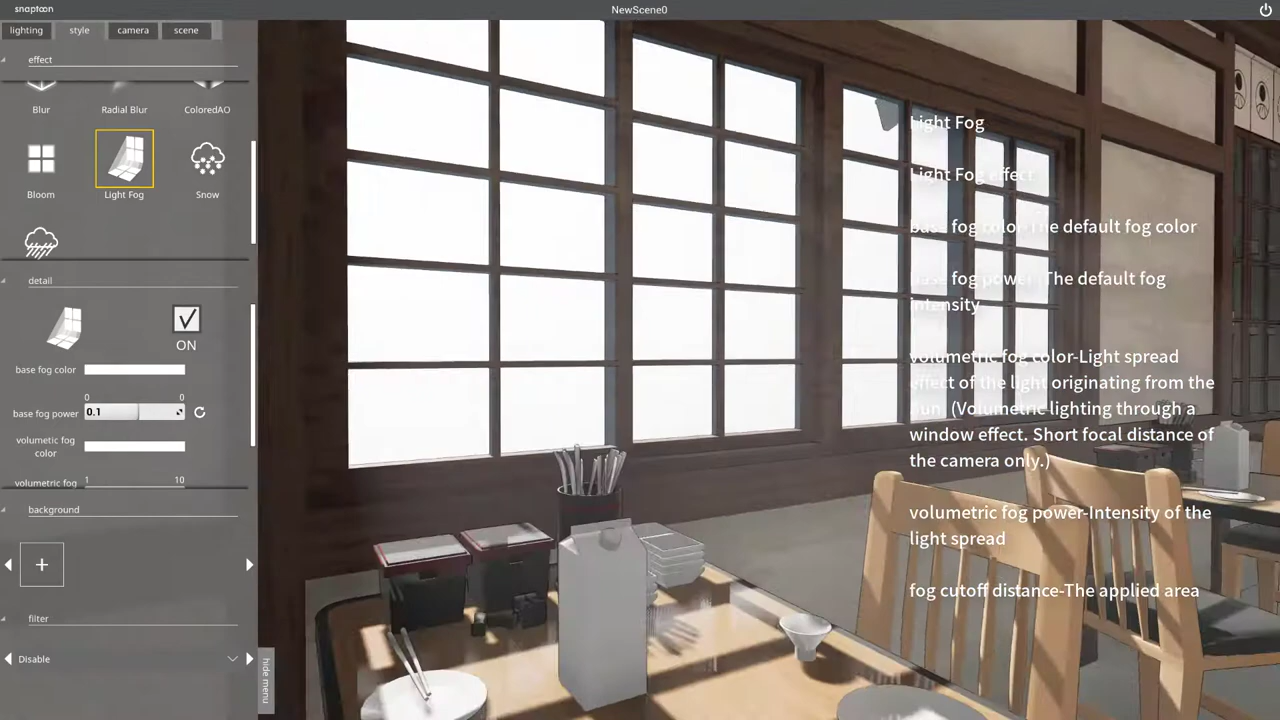 snaptoon
NewScene0
lighting
style
camera
scene
effect
Blur
Radial Blur
ColoredAO
Bloom
Light Fog
Snow
detail
ON
base fog color
0 0
base fog power
0.1
volumetic fog
color
volumetric fog
1 10
background
+
filter
Disable
hide menu
Light Fog
Light Fog effect
base fog color-The default fog color
base fog power-The default fog
intensity
volumetric fog color-Light spread
effect of the light originating from the
Sun. (Volumetric lighting through a
window effect. Short focal distance of
the camera only.)
volumetric fog power-Intensity of the
light spread
fog cutoff distance-The applied area